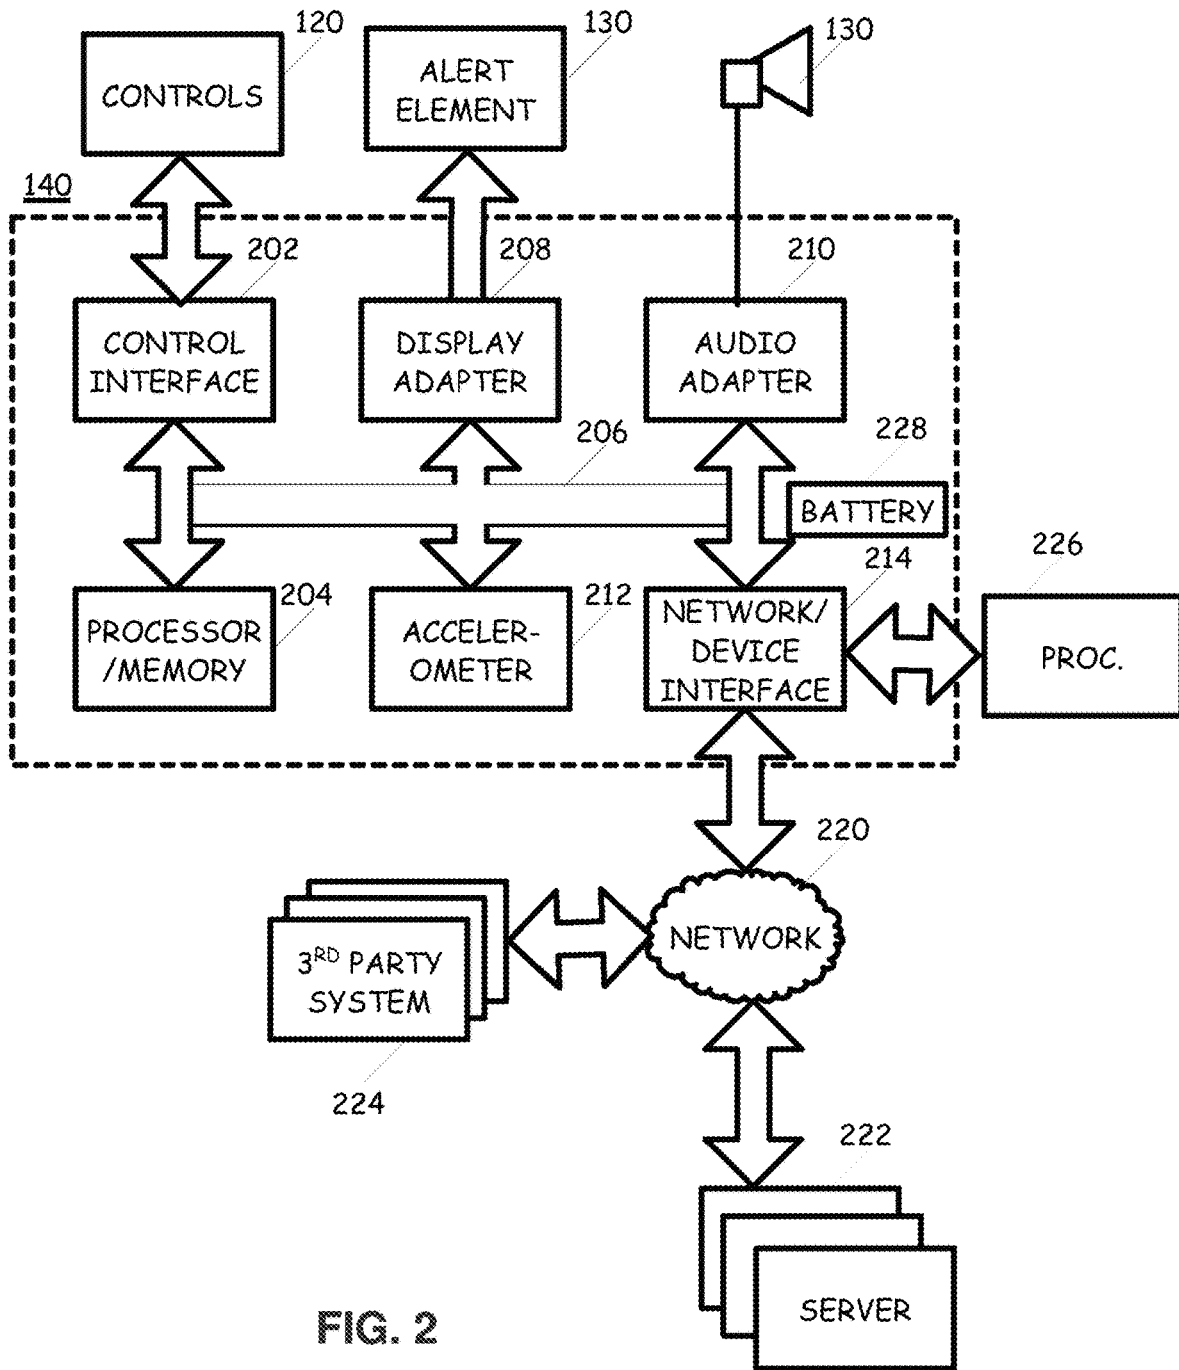 120
130
130
CONTROLS
ALERT
ELEMENT
140
202
208
210
CONTROL
INTERFACE
DISPLAY
ADAPTER
AUDIO
ADAPTER
206
228
BATTERY
204
212
214
226
PROCESSOR
/MEMORY
ACCELER-
OMETER
NETWORK/
DEVICE
INTERFACE
PROC.
220
NETWORK
3RD PARTY
SYSTEM
224
222
SERVER
FIG. 2